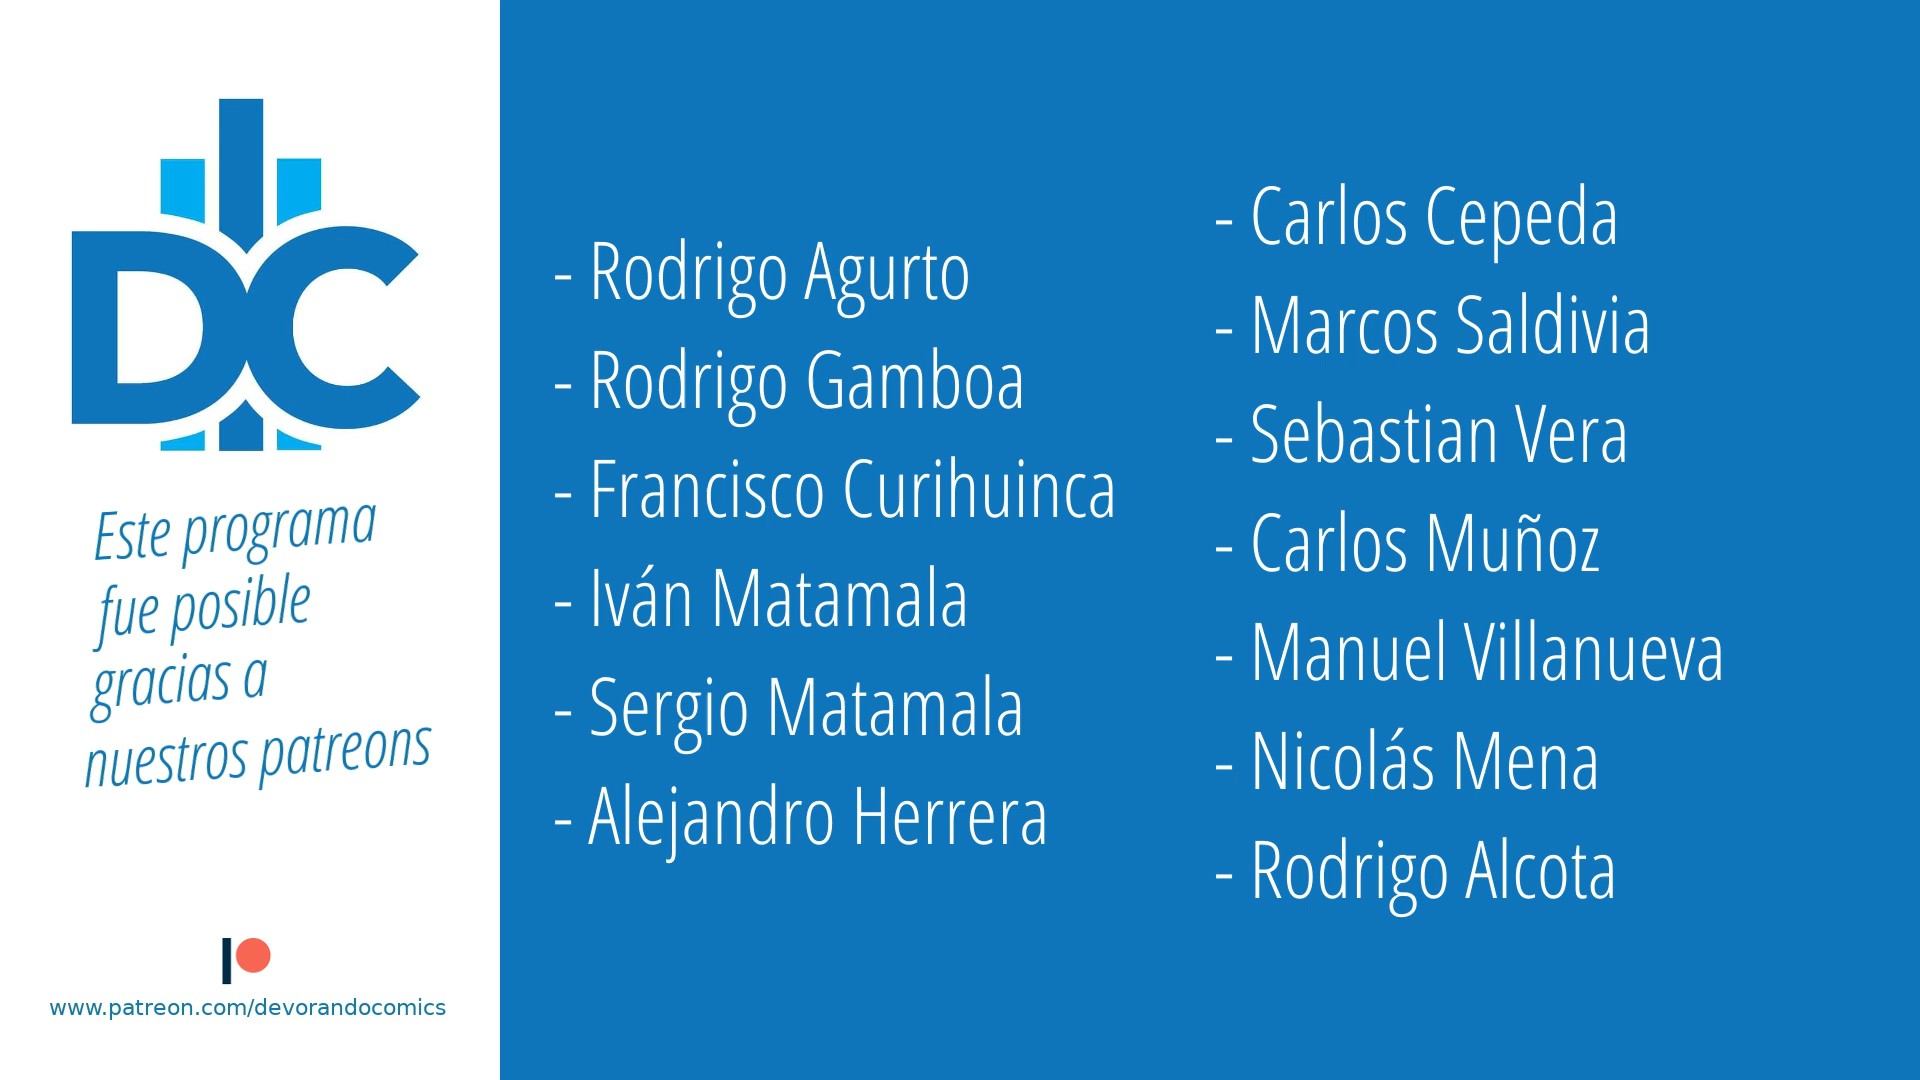 DC
Este programa
fue posible
gracias a
nuestros patreons
www.patreon.com/devorandocomics
- Rodrigo Agurto
- Rodrigo Gamboa
- Francisco Curihuinca
- Iván Matamala
- Sergio Matamala
- Alejandro Herrera
- Carlos Cepeda
- Marcos Saldivia
- Sebastian Vera
- Carlos Muñoz
- Manuel Villanueva
- Nicolás Mena
- Rodrigo Alcota